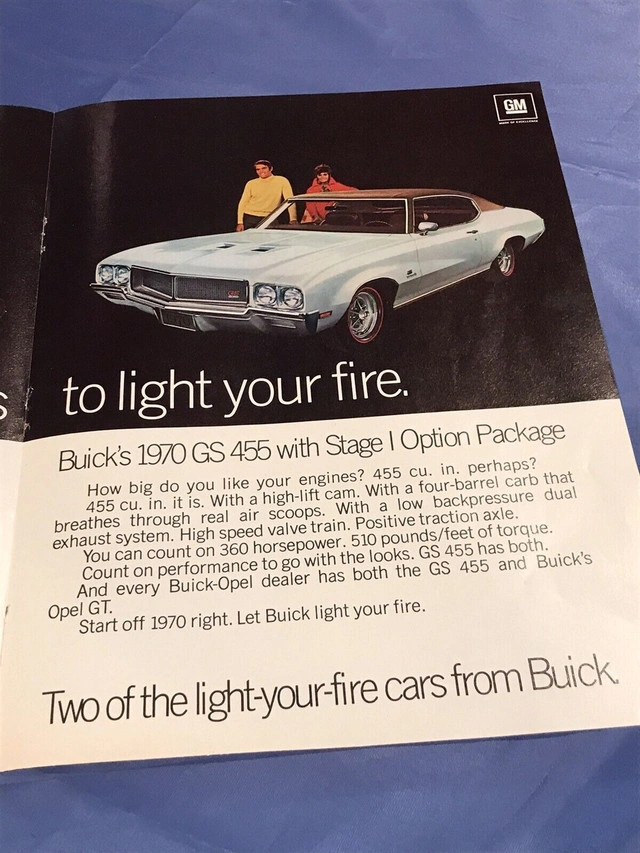 GM
MARK OF EXCELLENCE
s
to light your fire.
Buick's 1970 GS 455 with Stage I Option Package
How big do you like your engines? 455 cu. in. perhaps?
455 cu. in. it is. With a high-lift cam. With a four-barrel carb that
breathes through real air scoops. With a low backpressure dual
exhaust system. High speed valve train. Positive traction axle.
You can count on 360 horsepower. 510 pounds/feet of torque.
Count on performance to go with the looks. GS 455 has both.
And every Buick-Opel dealer has both the GS 455 and Buick's
Opel GT.
Start off 1970 right. Let Buick light your fire.
Two of the light-your-fire cars from Buick.